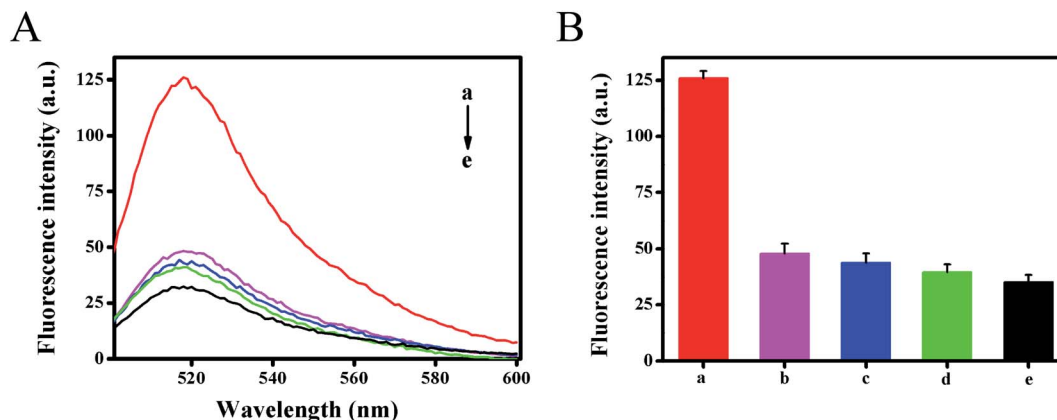 A
Fluorescence intensity (a.u.)
125
100
75
50
25
0
a
e
520
540
560
580
600
Wavelength (nm)
B
Fluorescence intensity (a.u.)
125
100
75
50
25
0
a
b
c
d
e